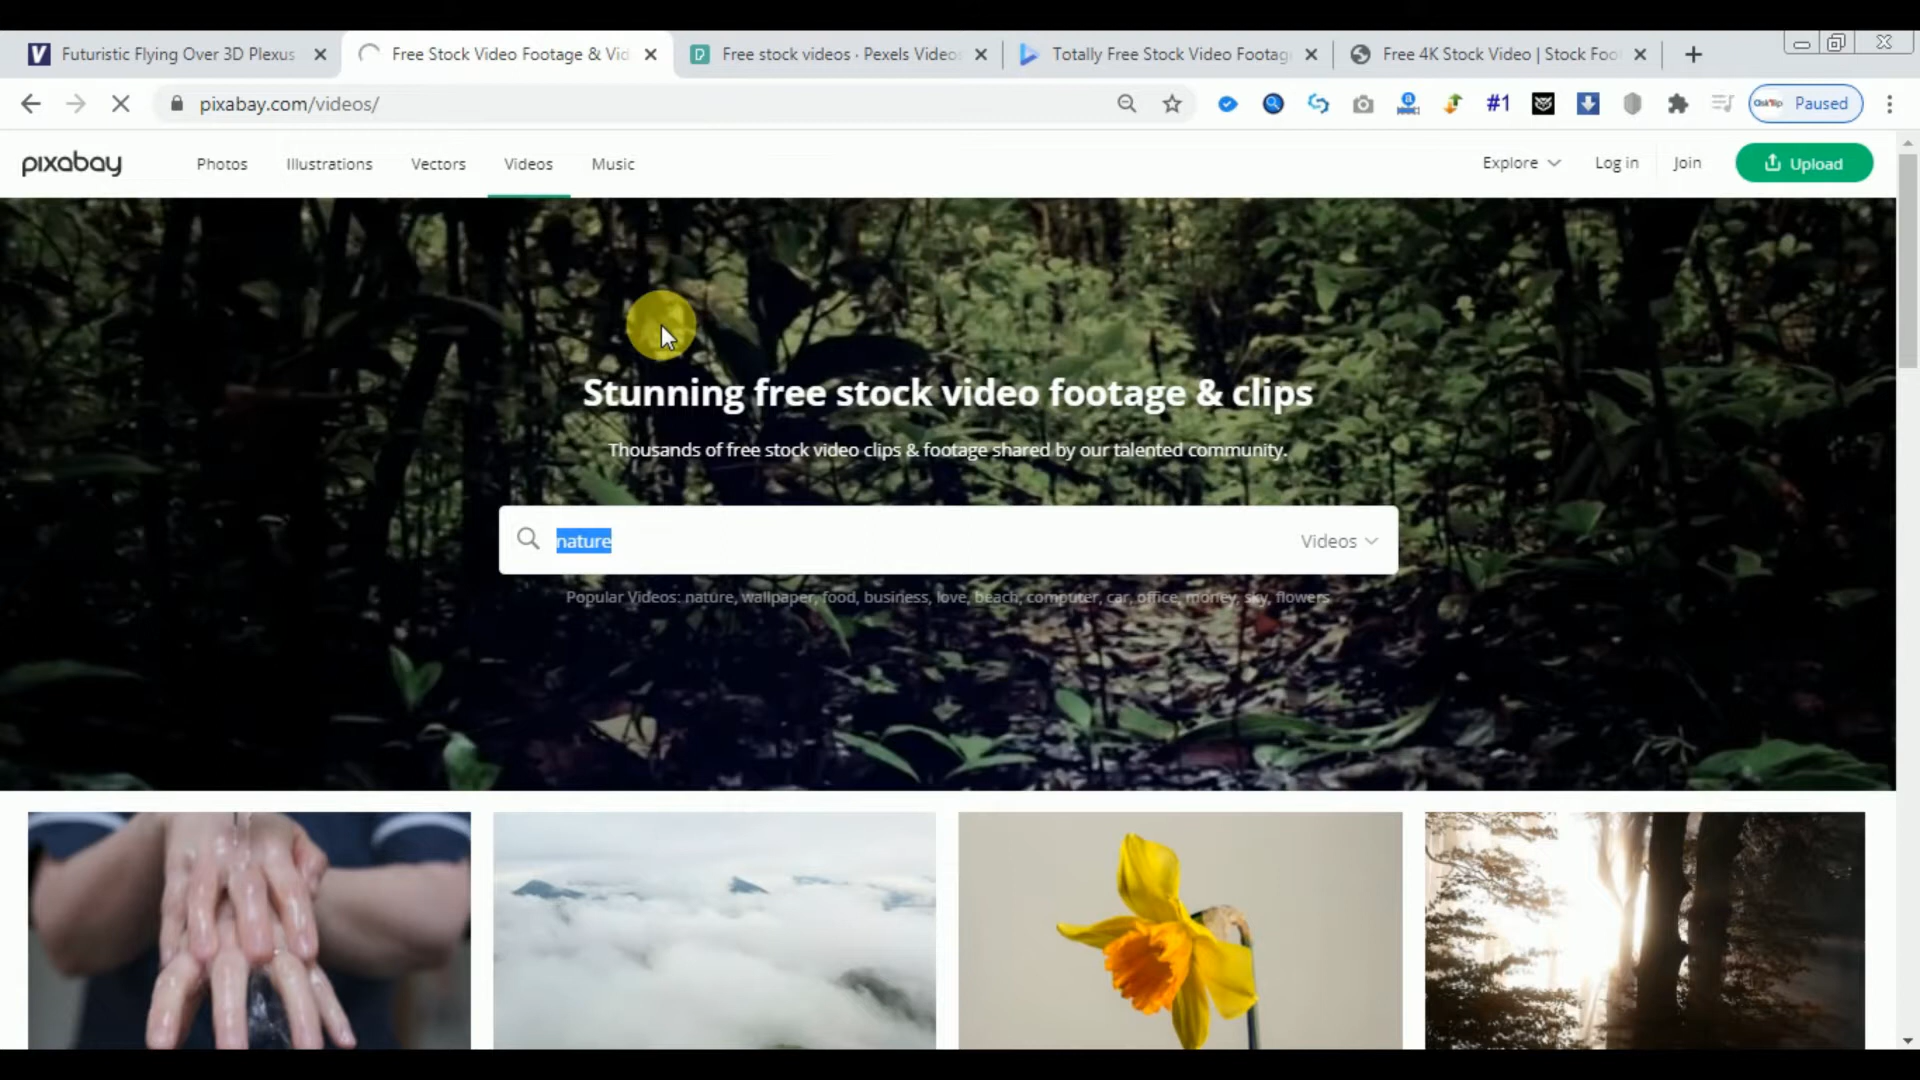 Futuristic Flying Over 3D Plexus
Free Stock Video Footage & Vid
Free stock videos · Pexels Videos
Totally Free Stock Video Footag
Free 4K Stock Video | Stock Foo
pixabay.com/videos/
#1
Paused
pixabay
Photos
Illustrations
Vectors
Videos
Music
Explore
Log in
Join
Upload
Stunning free stock video footage & clips
Thousands of free stock video clips & footage shared by our talented community.
nature
Videos
Popular Videos: nature, wallpaper, food, business, love, beach, computer, car, office, money, sky, flowers